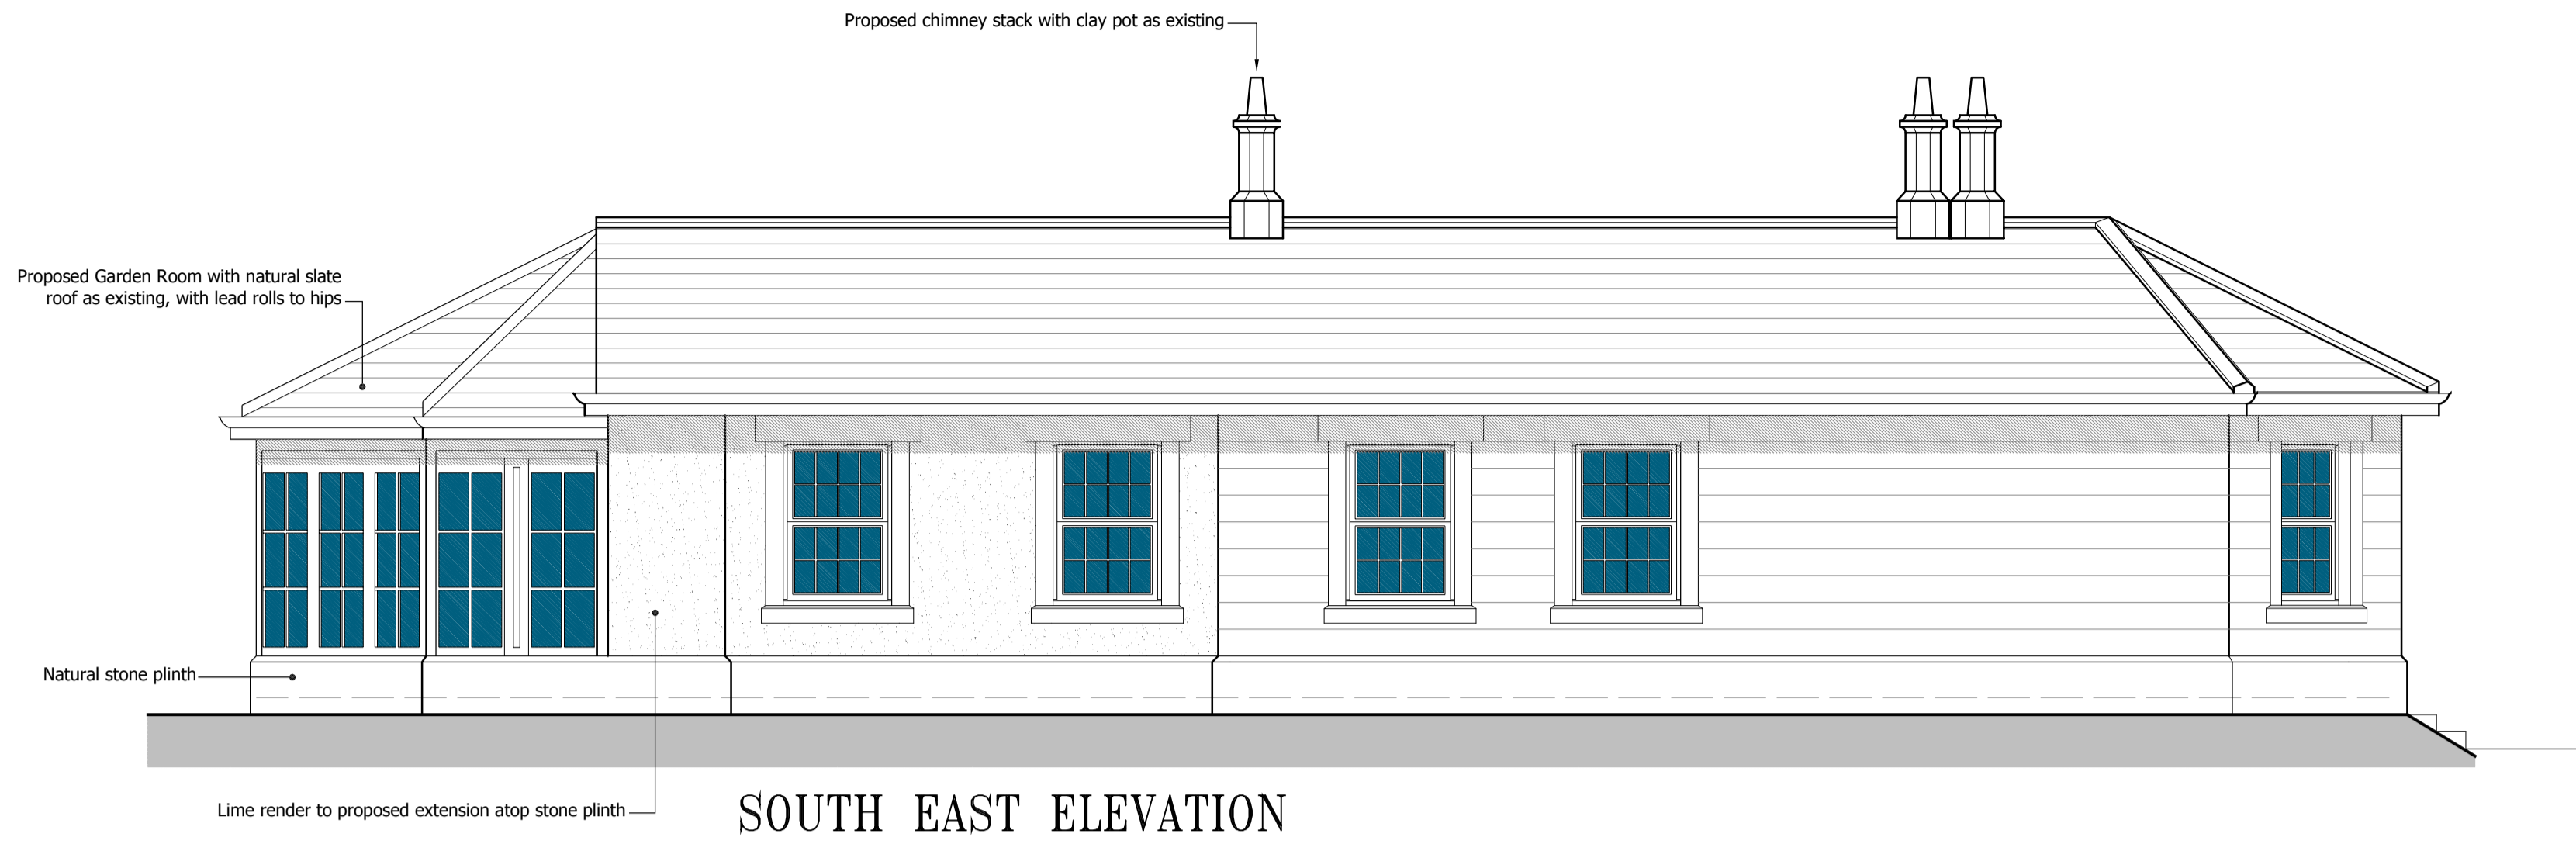 Proposed chimney stack with clay pot as existing
Proposed Garden Room with natural slate
roof as existing, with lead rolls to hips
Natural stone plinth
Lime render to proposed extension atop stone plinth
SOUTH EAST ELEVATION